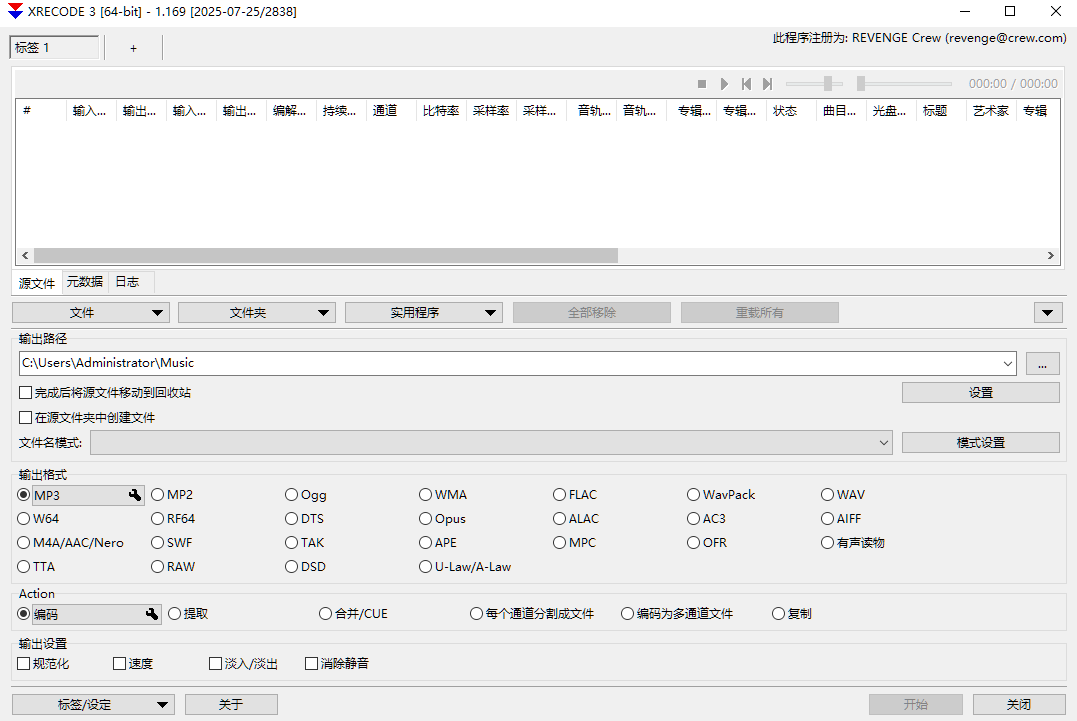 XRECODE 3 [64-bit] - 1.169 [2025-07-25/2838]
此程序注册为: REVENGE Crew (revenge@crew.com)
标签 1 +
000:00 / 000:00
# 输入... 输出... 输入... 输出... 编解... 持续... 通道 比特率 采样率 采样... 音轨... 音轨... 专辑... 专辑... 状态 曲目... 光盘... 标题 艺术家 专辑
源文件 元数据 日志
文件 文件夹 实用程序 全部移除 重载所有
输出路径
C:\Users\Administrator\Music ...
完成后将源文件移动到回收站 设置
在源文件夹中创建文件
文件名模式: 模式设置
输出格式
MP3 MP2 Ogg WMA FLAC WavPack WAV
W64 RF64 DTS Opus ALAC AC3 AIFF
M4A/AAC/Nero SWF TAK APE MPC OFR 有声读物
TTA RAW DSD U-Law/A-Law
Action
编码 提取 合并/CUE 每个通道分割成文件 编码为多通道文件 复制
输出设置
规范化 速度 淡入/淡出 消除静音
标签/设定 关于 开始 关闭